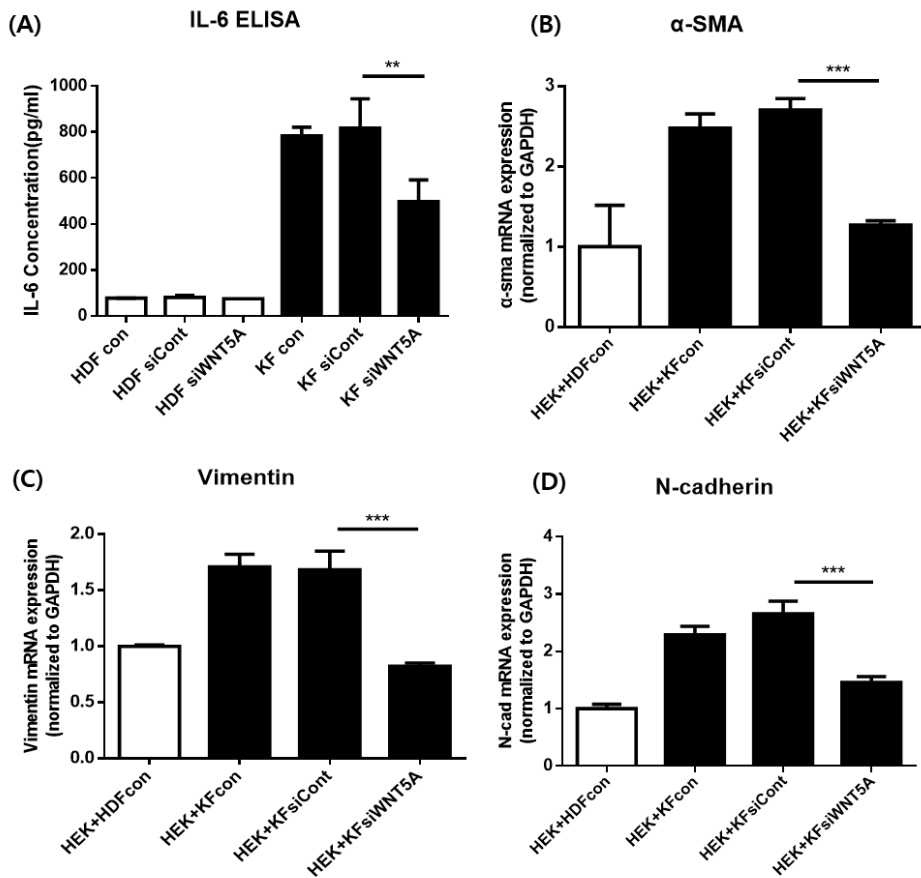 (A)
IL-6 ELISA
IL-6 Concentration(pg/ml)
1000
800
600
400
200
0
**
HDF con
HDF siCont
HDF siWNT5A
KF con
KF siCont
KF siWNT5A
(B)
α-SMA
α-sma mRNA expression
(normalized to GAPDH)
3
2
1
0
***
HEK+HDFcon
HEK+KFcon
HEK+KFsiCont
HEK+KFsiWNT5A
(C)
Vimentin
Vimentin mRNA expression
(normalized to GAPDH)
2.0
1.5
1.0
0.5
0.0
***
HEK+HDFcon
HEK+KFcon
HEK+KFsiCont
HEK+KFsiWNT5A
(D)
N-cadherin
N-cad mRNA expression
(normalized to GAPDH)
4
3
2
1
0
***
HEK+HDFcon
HEK+KFcon
HEK+KFsiCont
HEK+KFsiWNT5A